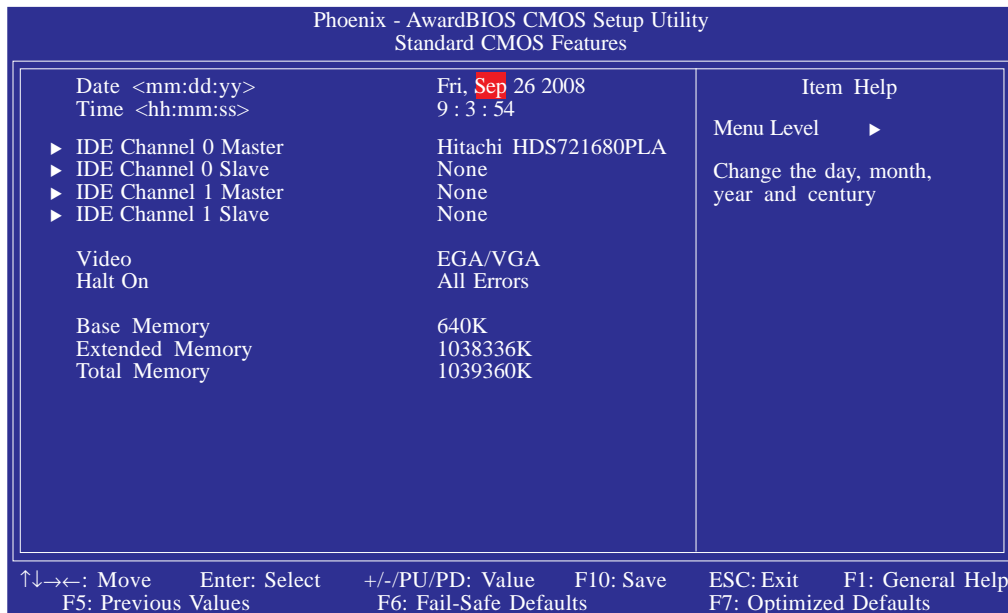 Phoenix - AwardBIOS CMOS Setup Utility
Standard CMOS Features
Date <mm:dd:yy> Fri, Sep 26 2008
Time <hh:mm:ss> 9 : 3 : 54
▶ IDE Channel 0 Master Hitachi HDS721680PLA
▶ IDE Channel 0 Slave None
▶ IDE Channel 1 Master None
▶ IDE Channel 1 Slave None
Video EGA/VGA
Halt On All Errors
Base Memory 640K
Extended Memory 1038336K
Total Memory 1039360K
Item Help
Menu Level ▶
Change the day, month,
year and century
↑↓→←: Move Enter: Select +/-/PU/PD: Value F10: Save ESC: Exit F1: General Help
F5: Previous Values F6: Fail-Safe Defaults F7: Optimized Defaults